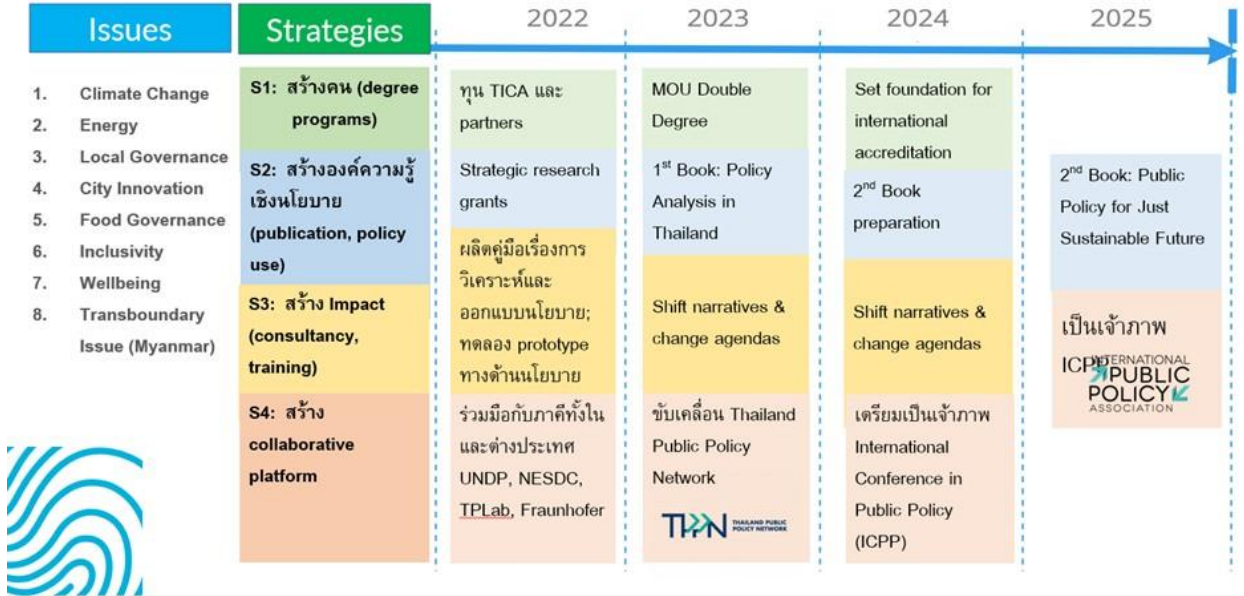 Issues
Strategies
2022
2023
2024
2025
1. Climate Change
2. Energy
3. Local Governance
4. City Innovation
5. Food Governance
6. Inclusivity
7. Wellbeing
8. Transboundary
Issue (Myanmar)
S1: สร้างคน (degree
programs)
ทุน TICA และ
partners
MOU Double
Degree
Set foundation for
international
accreditation
S2: สร้างองค์ความรู้
เชิงนโยบาย
(publication, policy
use)
Strategic research
grants
1st Book: Policy
Analysis in
Thailand
2nd Book
preparation
2nd Book: Public
Policy for Just
Sustainable Future
S3: สร้าง Impact
(consultancy,
training)
ผลิตคู่มือเรื่องการ
วิเคราะห์และ
ออกแบบนโยบาย;
ทดลอง prototype
ทางด้านนโยบาย
Shift narratives &
change agendas
Shift narratives &
change agendas
S4: สร้าง
collaborative
platform
ร่วมมือกับภาคีทั้งใน
และต่างประเทศ
UNDP, NESDC,
TPLab, Fraunhofer
ขับเคลื่อน Thailand
Public Policy
Network
THAILAND PUBLIC
POLICY NETWORK
เตรียมเป็นเจ้าภาพ
International
Conference in
Public Policy
(ICPP)
เป็นเจ้าภาพ
ICPP
INTERNATIONAL
PUBLIC
POLICY
ASSOCIATION